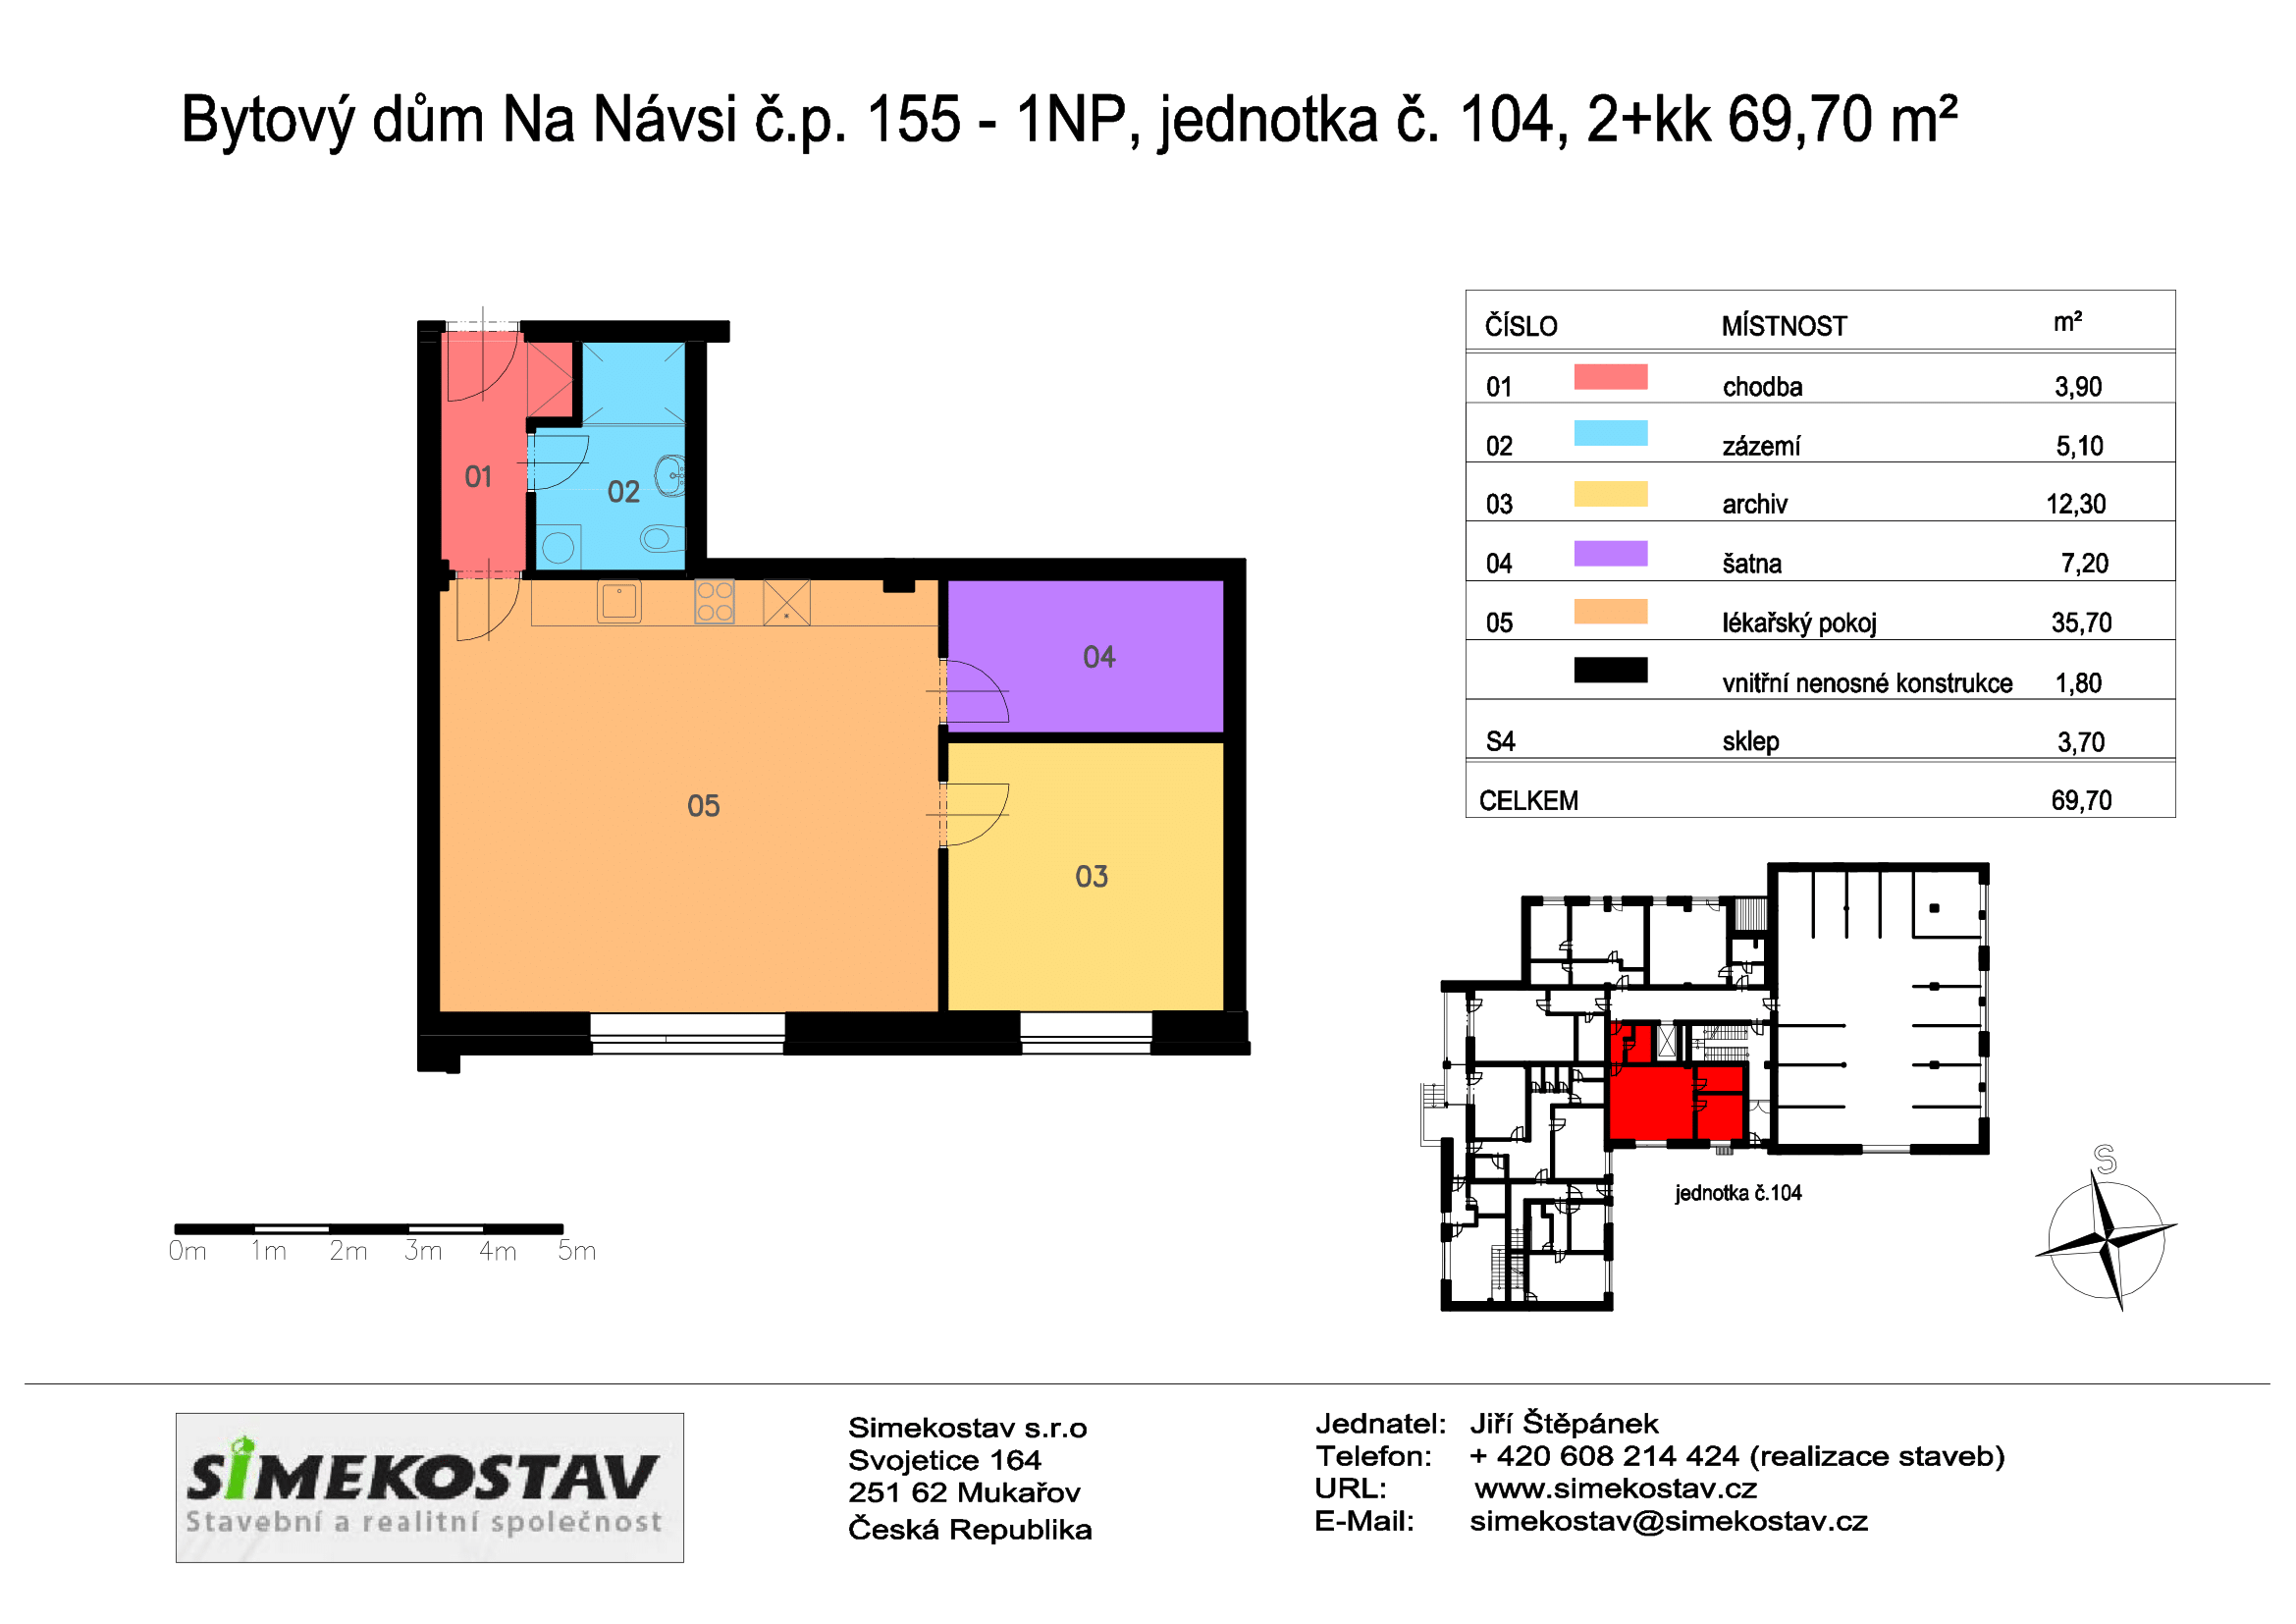 Bytový dům Na Návsi č.p. 155 - 1NP, jednotka č. 104, 2+kk 69,70 m²
ČÍSLO MÍSTNOST m²
01 chodba 3,90
02 zázemí 5,10
03 archiv 12,30
04 šatna 7,20
05 lékařský pokoj 35,70
vnitřní nenosné konstrukce 1,80
S4 sklep 3,70
CELKEM 69,70
01
02
04
05
03
jednotka č.104
S
0m 1m 2m 3m 4m 5m
SIMEKOSTAV
Stavební a realitní společnost
Simekostav s.r.o
Svojetice 164
251 62 Mukařov
Česká Republika
Jednatel: Jiří Štěpánek
Telefon: + 420 608 214 424 (realizace staveb)
URL: www.simekostav.cz
E-Mail: simekostav@simekostav.cz